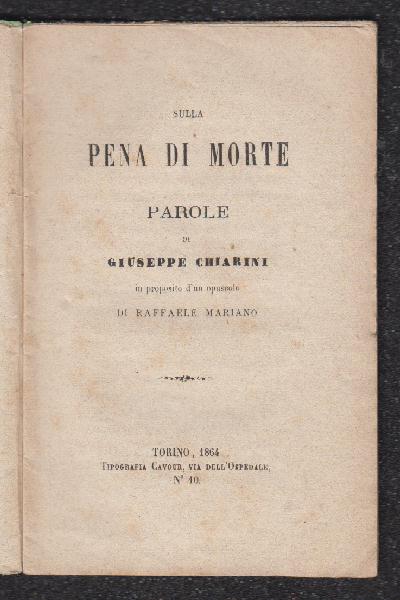 SULLA
PENA DI MORTE
PAROLE
DI
GIUSEPPE CHIARINI
in proposito d'un opuscolo
DI RAFFAELE MARIANO
TORINO, 1864
TIPOGRAFIA CAVOUR, VIA DELL'OSPEDALE,
N° 10.